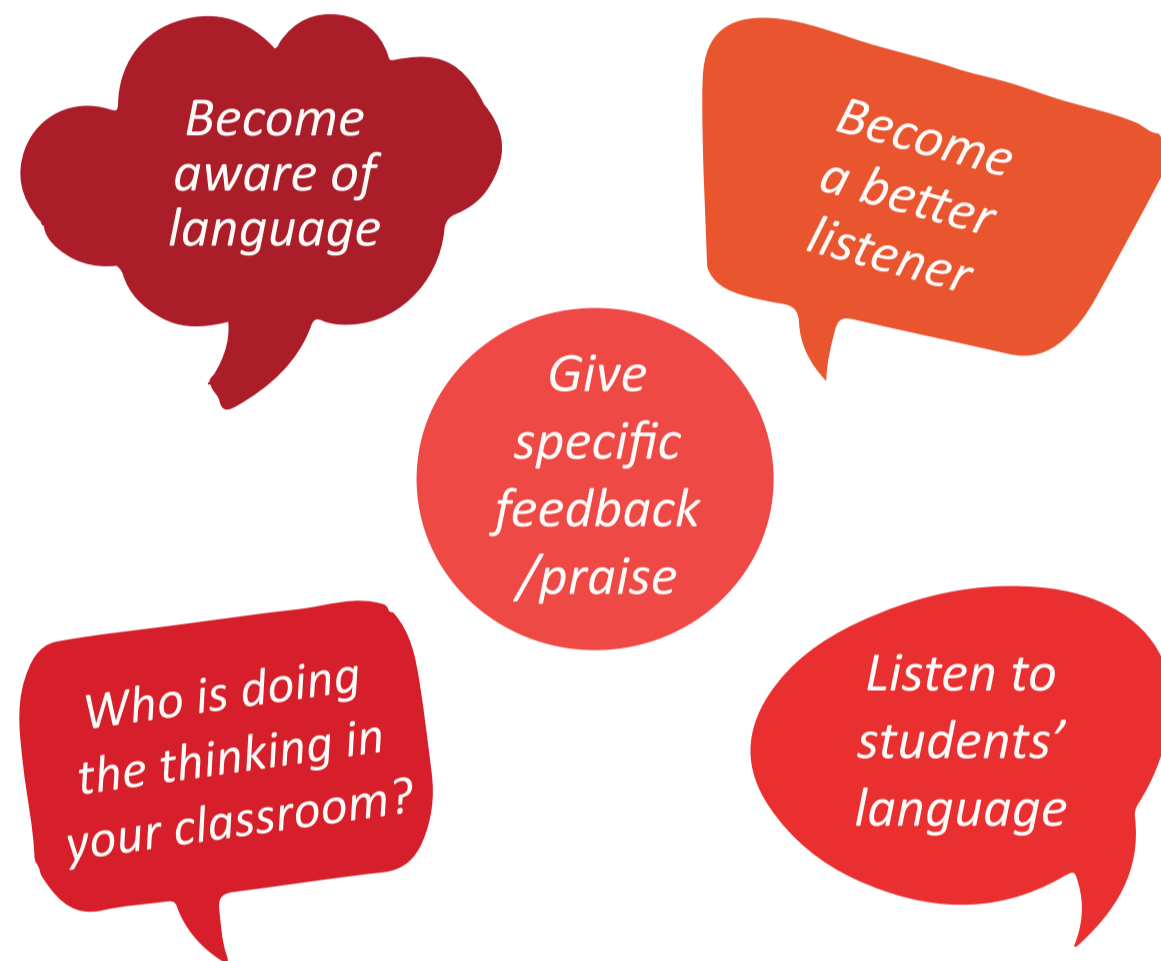 Become
aware of
language
Become
a better
listener
Give
specific
feedback
/praise
Who is doing
the thinking in
your classroom?
Listen to
students’
language